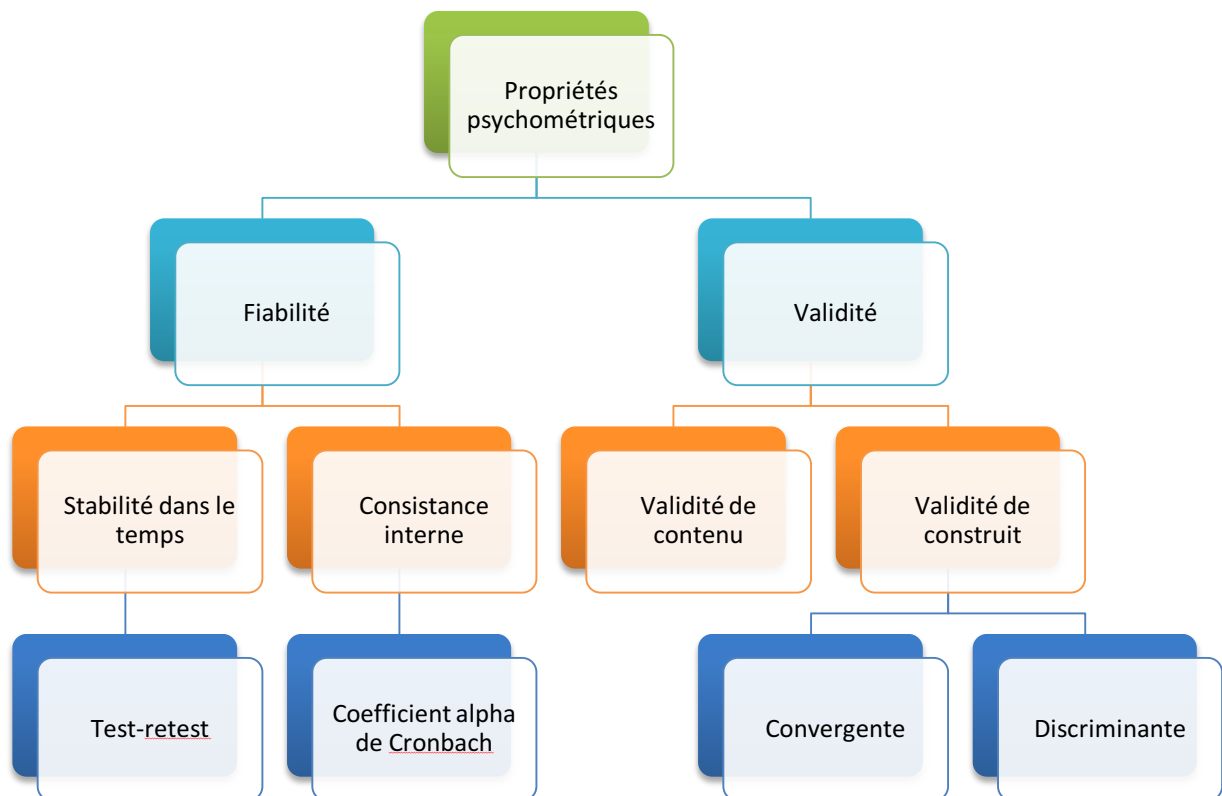 Propriétés
psychométriques
Fiabilité
Validité
Stabilité dans le
temps
Consistance
interne
Validité de
contenu
Validité de
construit
Test-retest
Coefficient alpha
de Cronbach
Convergente
Discriminante